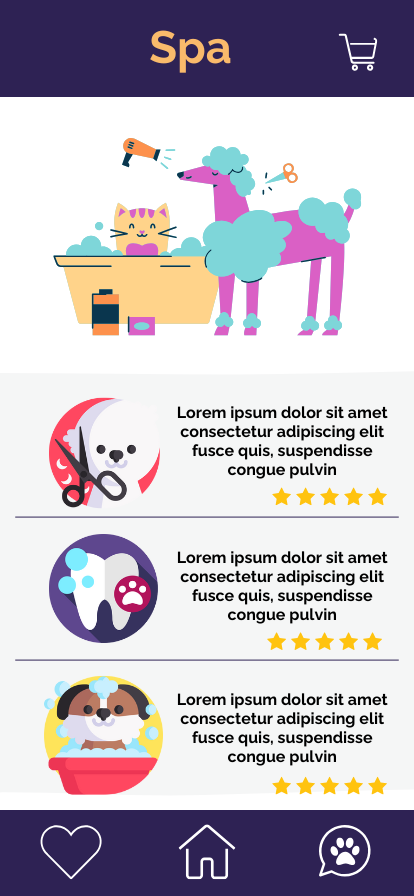 Spa
Lorem ipsum dolor sit amet
consectetur adipiscing elit
fusce quis, suspendisse
congue pulvin
Lorem ipsum dolor sit amet
consectetur adipiscing elit
fusce quis, suspendisse
congue pulvin
Lorem ipsum dolor sit amet
consectetur adipiscing elit
fusce quis, suspendisse
congue pulvin